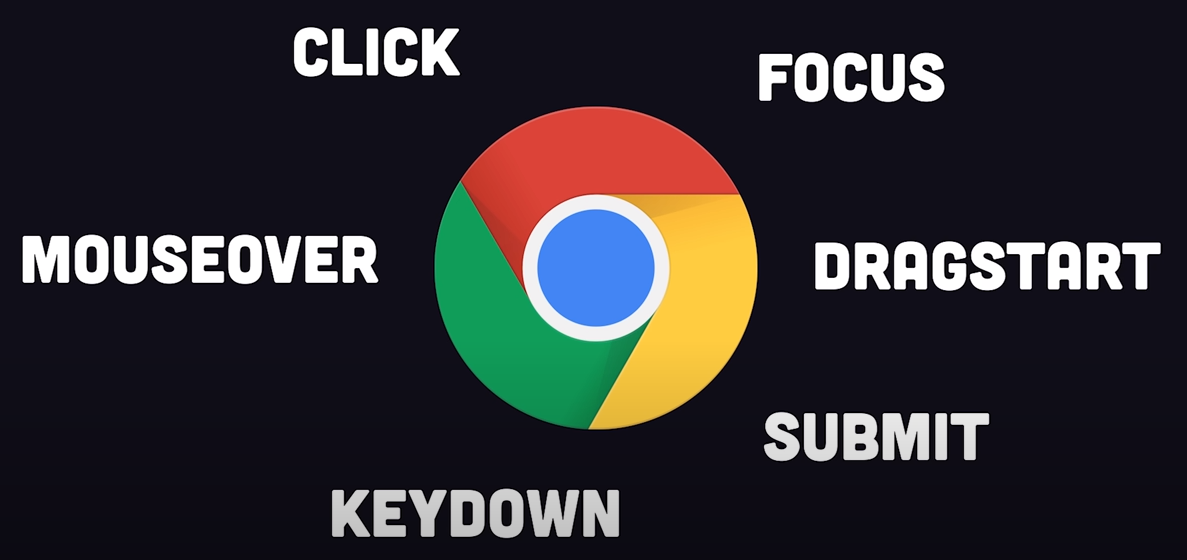 CLICK
FOCUS
MOUSEOVER
DRAGSTART
SUBMIT
KEYDOWN